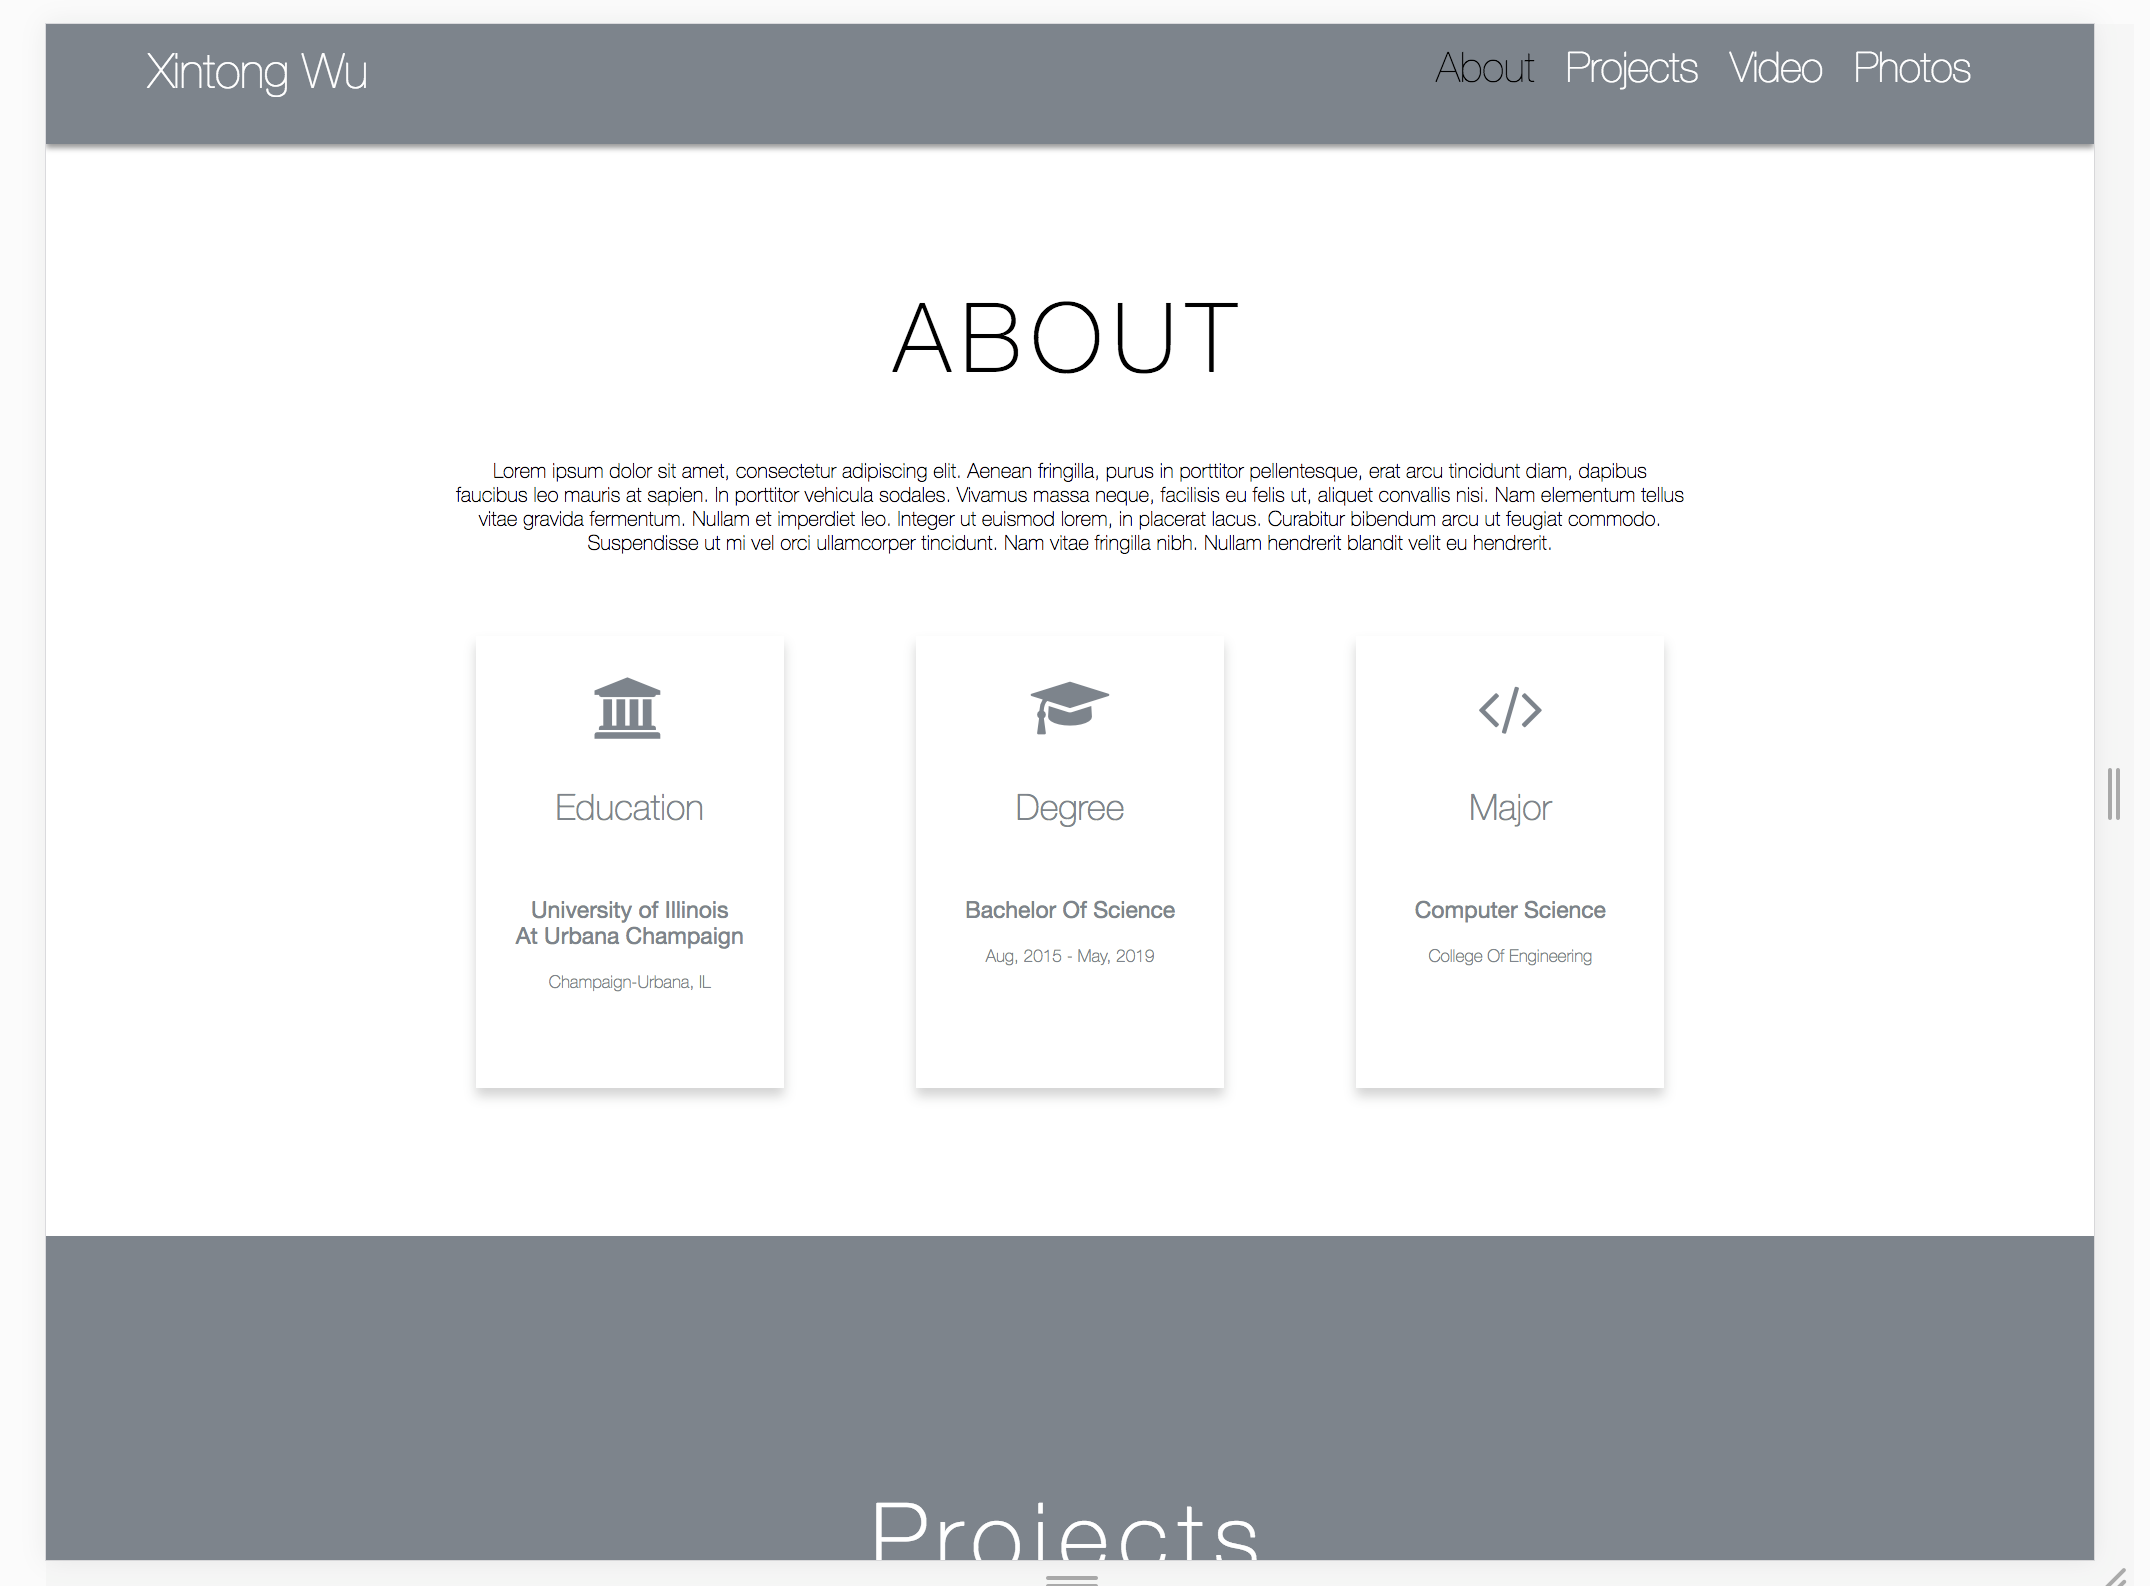 Xintong Wu
About Projects Video Photos
ABOUT
Lorem ipsum dolor sit amet, consectetur adipiscing elit. Aenean fringilla, purus in porttitor pellentesque, erat arcu tincidunt diam, dapibus
faucibus leo mauris at sapien. In porttitor vehicula sodales. Vivamus massa neque, facilisis eu felis ut, aliquet convallis nisi. Nam elementum tellus
vitae gravida fermentum. Nullam et imperdiet leo. Integer ut euismod lorem, in placerat lacus. Curabitur bibendum arcu ut feugiat commodo.
Suspendisse ut mi vel orci ullamcorper tincidunt. Nam vitae fringilla nibh. Nullam hendrerit blandit velit eu hendrerit.
Education
University of Illinois
At Urbana Champaign
Champaign-Urbana, IL
Degree
Bachelor Of Science
Aug, 2015 - May, 2019
Major
Computer Science
College Of Engineering
Projects